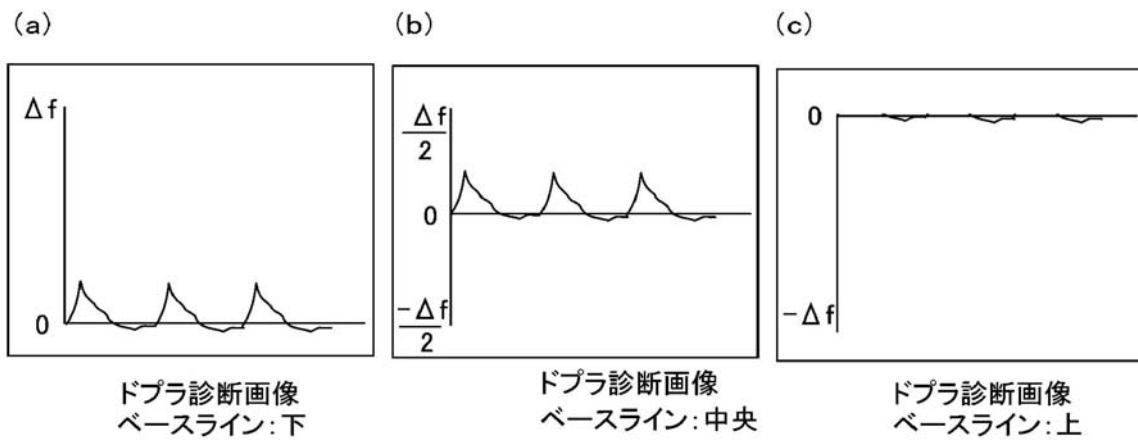 (a)
Δf
0
ドプラ診断画像
ベースライン：下
(b)
Δf
2
0
-Δf
2
ドプラ診断画像
ベースライン：中央
(c)
0
-Δf
ドプラ診断画像
ベースライン：上